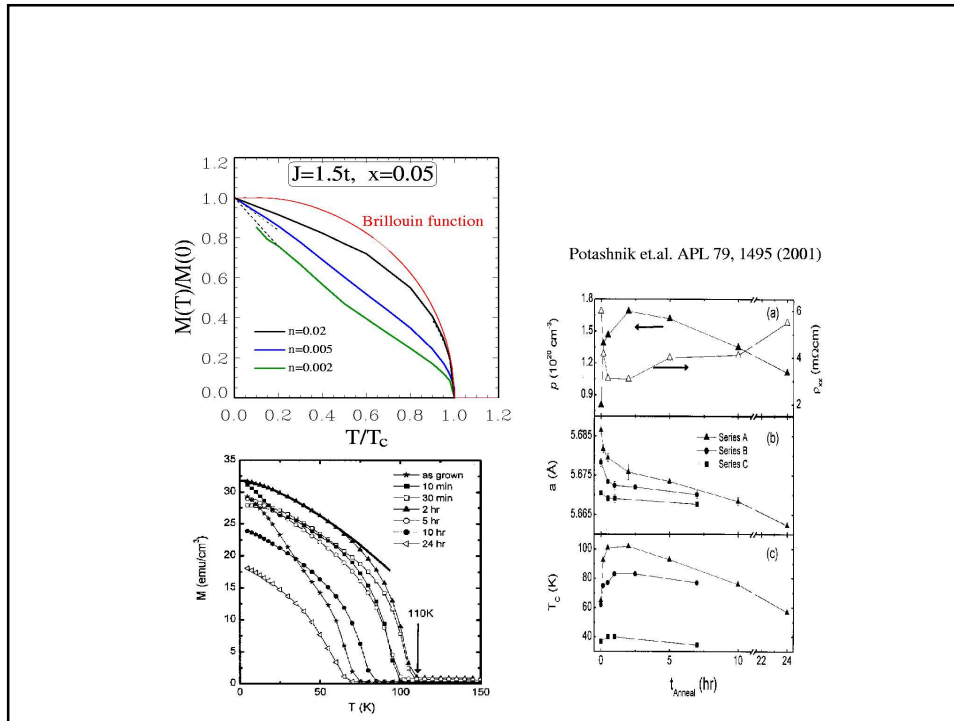 1.2
1.0
0.8
0.6
0.4
0.2
0.0
M(T)/M(0)
J=1.5t, x=0.05
Brillouin function
n=0.02
n=0.005
n=0.002
0.0 0.2 0.4 0.6 0.8 1.0 1.2
T/Tc
35
30
25
20
15
10
5
0
M (emu/cm³)
as grown
10 min
30 min
2 hr
5 hr
10 hr
24 hr
110K
0 50 75 100 125 150
T (K)
Potashnik et.al. APL 79, 1495 (2001)
1.8
1.5
1.2
0.9
p (10²⁰ cm⁻³)
(a)
6
4
2
ρxx (mΩcm)
5.685
5.675
5.665
a (Å)
(b)
Series A
Series B
Series C
100
80
60
40
TC (K)
(c)
0 5 10 22 24
tAnneal (hr)